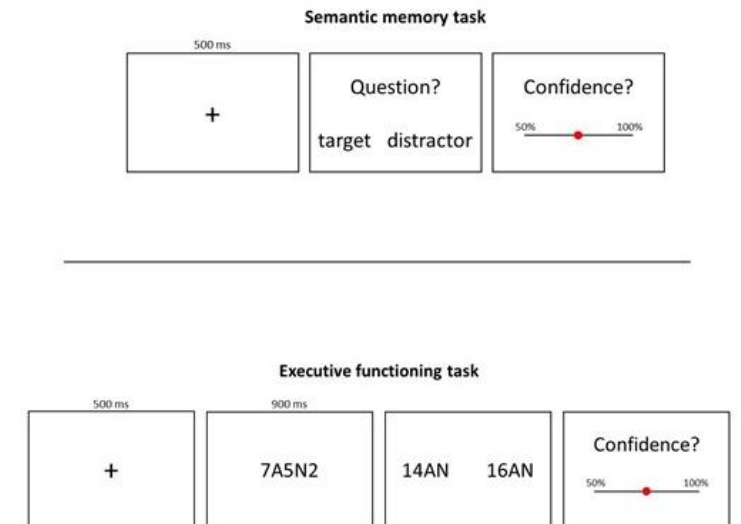 Semantic memory task
500 ms
+
Question?
target distractor
Confidence?
50% 100%
Executive functioning task
500 ms
900 ms
+
7A5N2
14AN 16AN
Confidence?
50% 100%